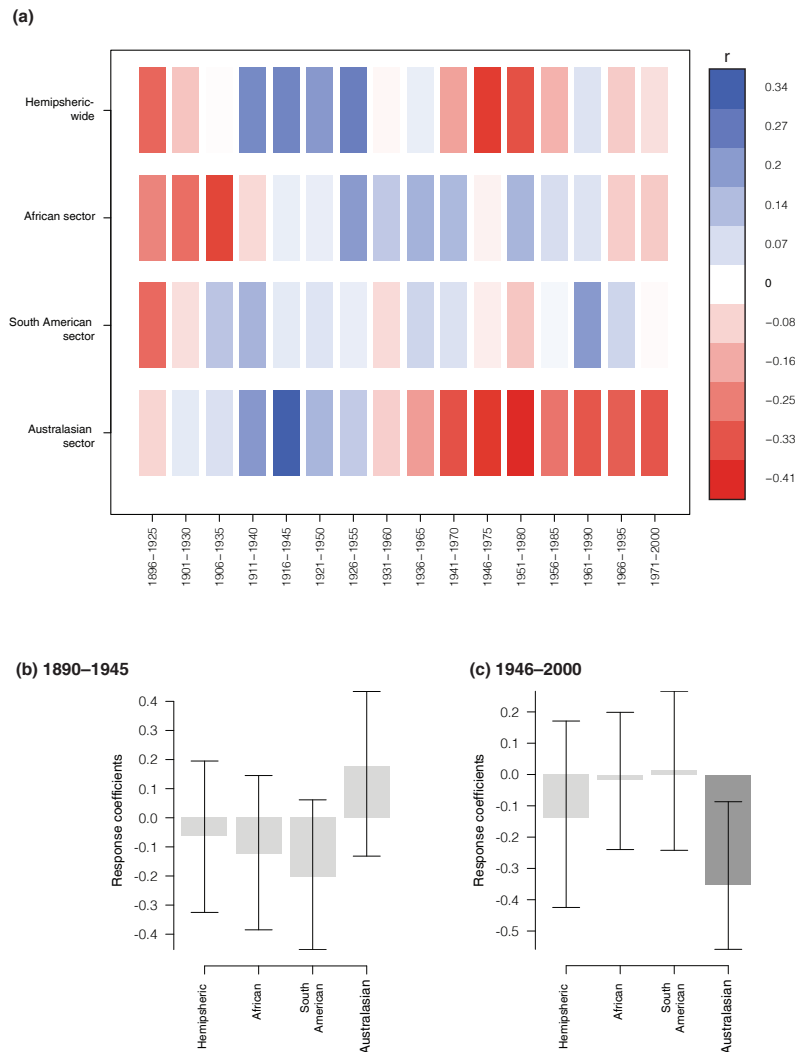 (a)
r
Hemipsheric-
wide
African sector
South American
sector
Australasian
sector
0.34
0.27
0.2
0.14
0.07
0
−0.08
−0.16
−0.25
−0.33
−0.41
1896−1925
1901−1930
1906−1935
1911−1940
1916−1945
1921−1950
1926−1955
1931−1960
1936−1965
1941−1970
1946−1975
1951−1980
1956−1985
1961−1990
1966−1995
1971−2000
(b) 1890–1945
Response coefficients
0.4
0.3
0.2
0.1
0.0
-0.1
-0.2
-0.3
-0.4
Hemipsheric
African
South
American
Australasian
(c) 1946–2000
Response coefficients
0.2
0.1
0.0
-0.1
-0.2
-0.3
-0.4
-0.5
Hemipsheric
African
South
American
Australasian